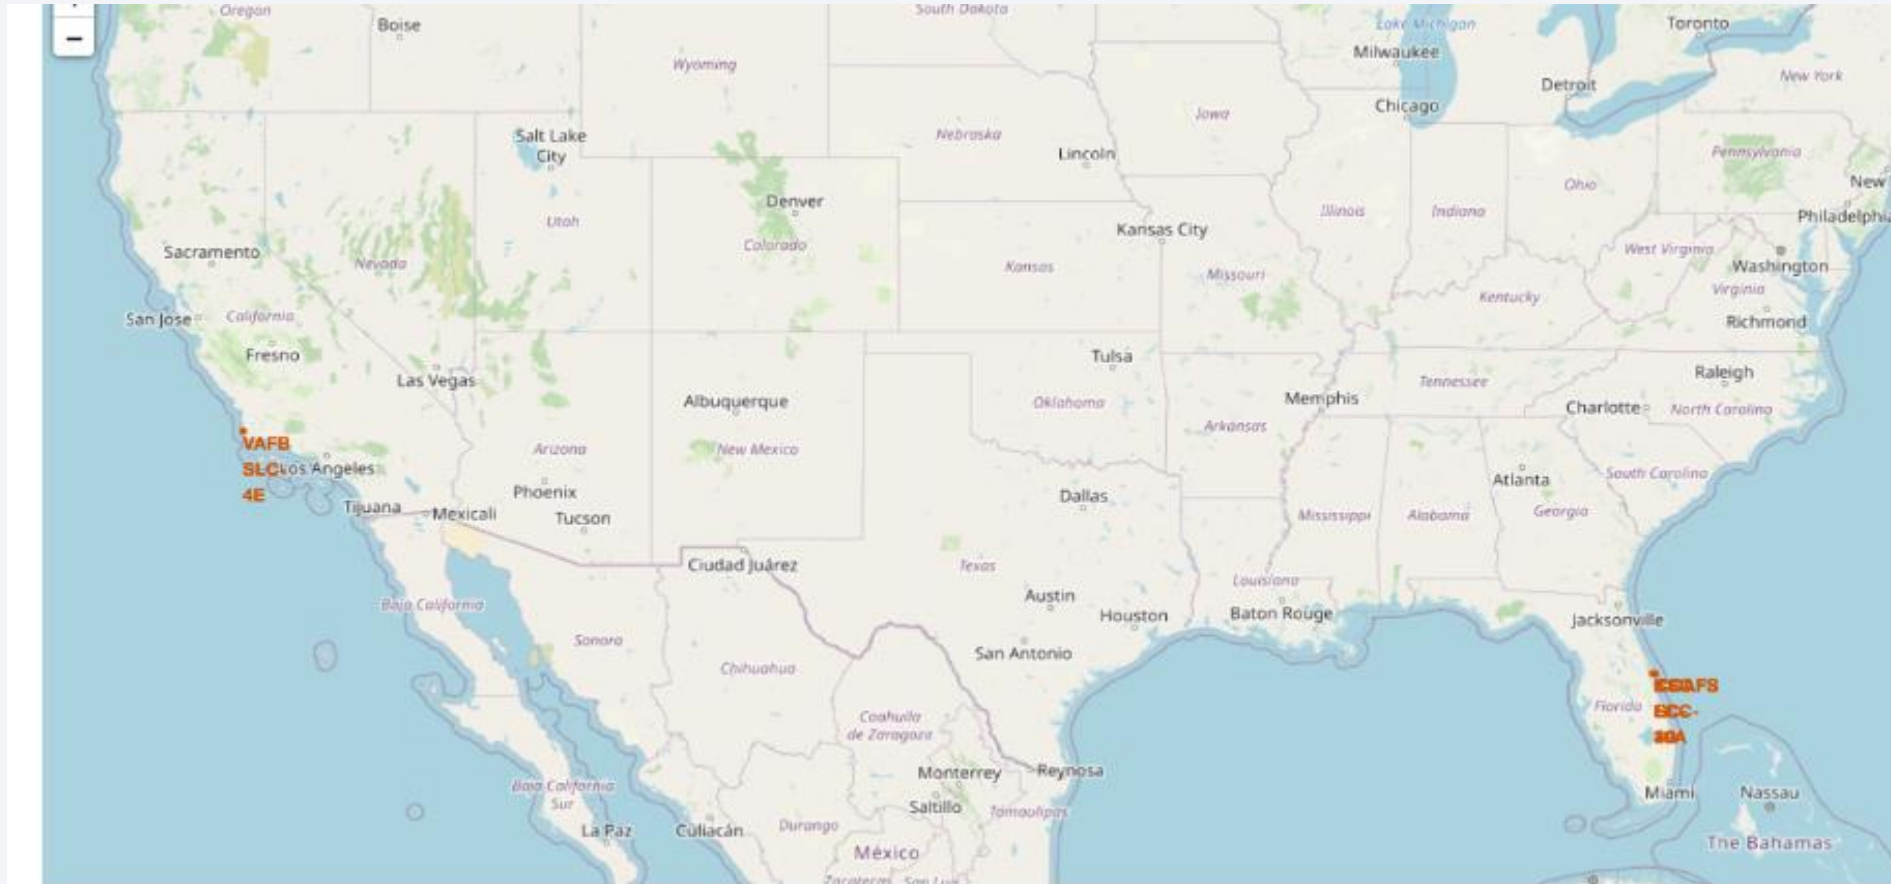 −
Oregon
Boise
South Dakota
Lake Michigan
Toronto
Milwaukee
Wyoming
Detroit
New York
Chicago
Iowa
Salt Lake
City
Nebraska
Lincoln
Pennsylvania
Ohio
New
Denver
Illinois
Indiana
Philadelphia
Utah
Kansas City
Colorado
Sacramento
Nevada
Kansas
Missouri
West Virginia
Washington
Virginia
Kentucky
San Jose
California
Richmond
Fresno
Tulsa
Las Vegas
Raleigh
Tennessee
Albuquerque
Oklahoma
Memphis
Charlotte
North Carolina
Arkansas
VAFB
SLC-
4E
Los Angeles
Arizona
New Mexico
South Carolina
Atlanta
Phoenix
Dallas
Tijuana
Mexicali
Tucson
Mississippi
Alabama
Georgia
Ciudad Juárez
Texas
Louisiana
Austin
Baja California
Houston
Baton Rouge
Jacksonville
Sonora
San Antonio
Chihuahua
Florida
Coahuila
de Zaragoza
Monterrey
Reynosa
Baja California
Sur
Saltillo
Tamaulipas
Miami
Nassau
La Paz
Culiacán
Durango
México
The Bahamas
Zacatecas
San Luis